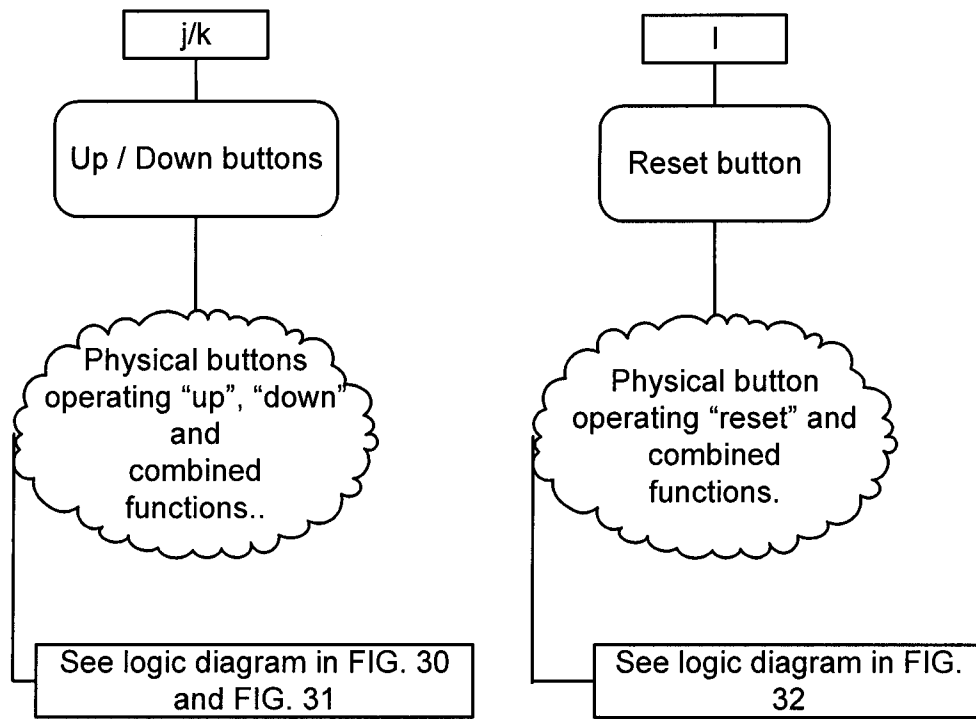 j/k
Up / Down buttons
Physical buttons
operating “up”, “down”
and
combined
functions..
See logic diagram in FIG. 30
and FIG. 31
l
Reset button
Physical button
operating “reset” and
combined
functions.
See logic diagram in FIG.
32